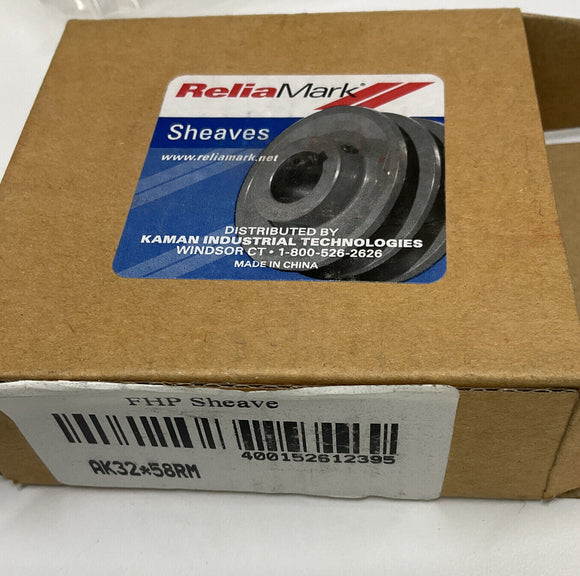 ReliaMark®
Sheaves
www.reliamark.net
DISTRIBUTED BY
KAMAN INDUSTRIAL TECHNOLOGIES
WINDSOR CT • 1-800-526-2626
MADE IN CHINA
FHP Sheave
400152612395
AK32*58RM